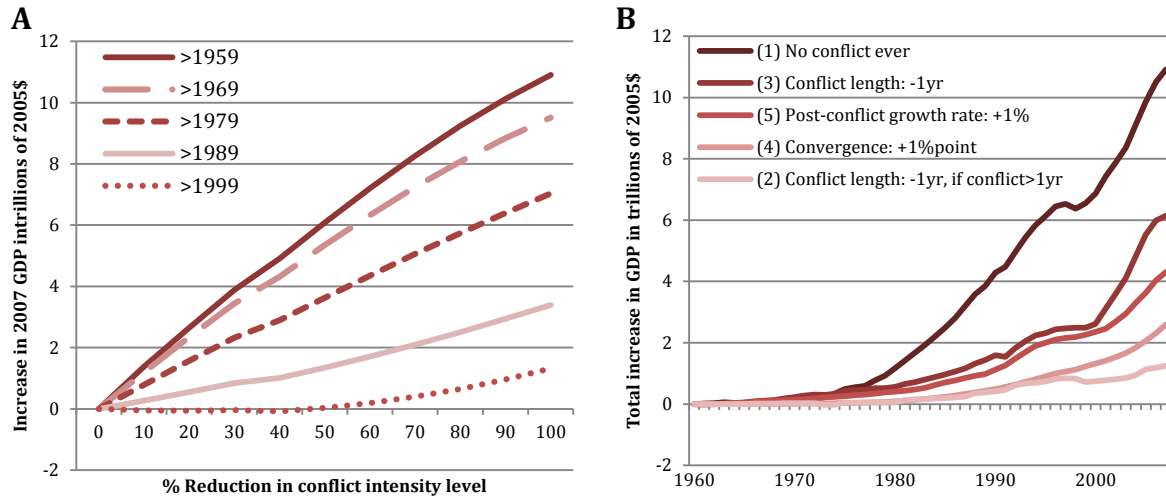 A
Increase in 2007 GDP intrillions of 2005$
12
10
8
6
4
2
0
-2
>1959
>1969
>1979
>1989
>1999
0 10 20 30 40 50 60 70 80 90 100
% Reduction in conflict intensity level
B
Total increase in GDP in trillions of 2005$
12
10
8
6
4
2
0
-2
(1) No conflict ever
(3) Conflict length: -1yr
(5) Post-conflict growth rate: +1%
(4) Convergence: +1%point
(2) Conflict length: -1yr, if conflict>1yr
1960 1970 1980 1990 2000